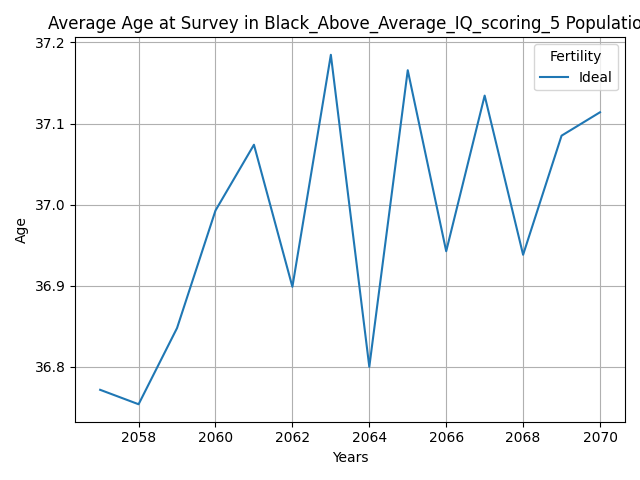 Average Age at Survey in Black_Above_Average_IQ_scoring_5 Populatio
37.2
37.1
37.0
36.9
36.8
Age
Fertility
Ideal
2058 2060 2062 2064 2066 2068 2070
Years